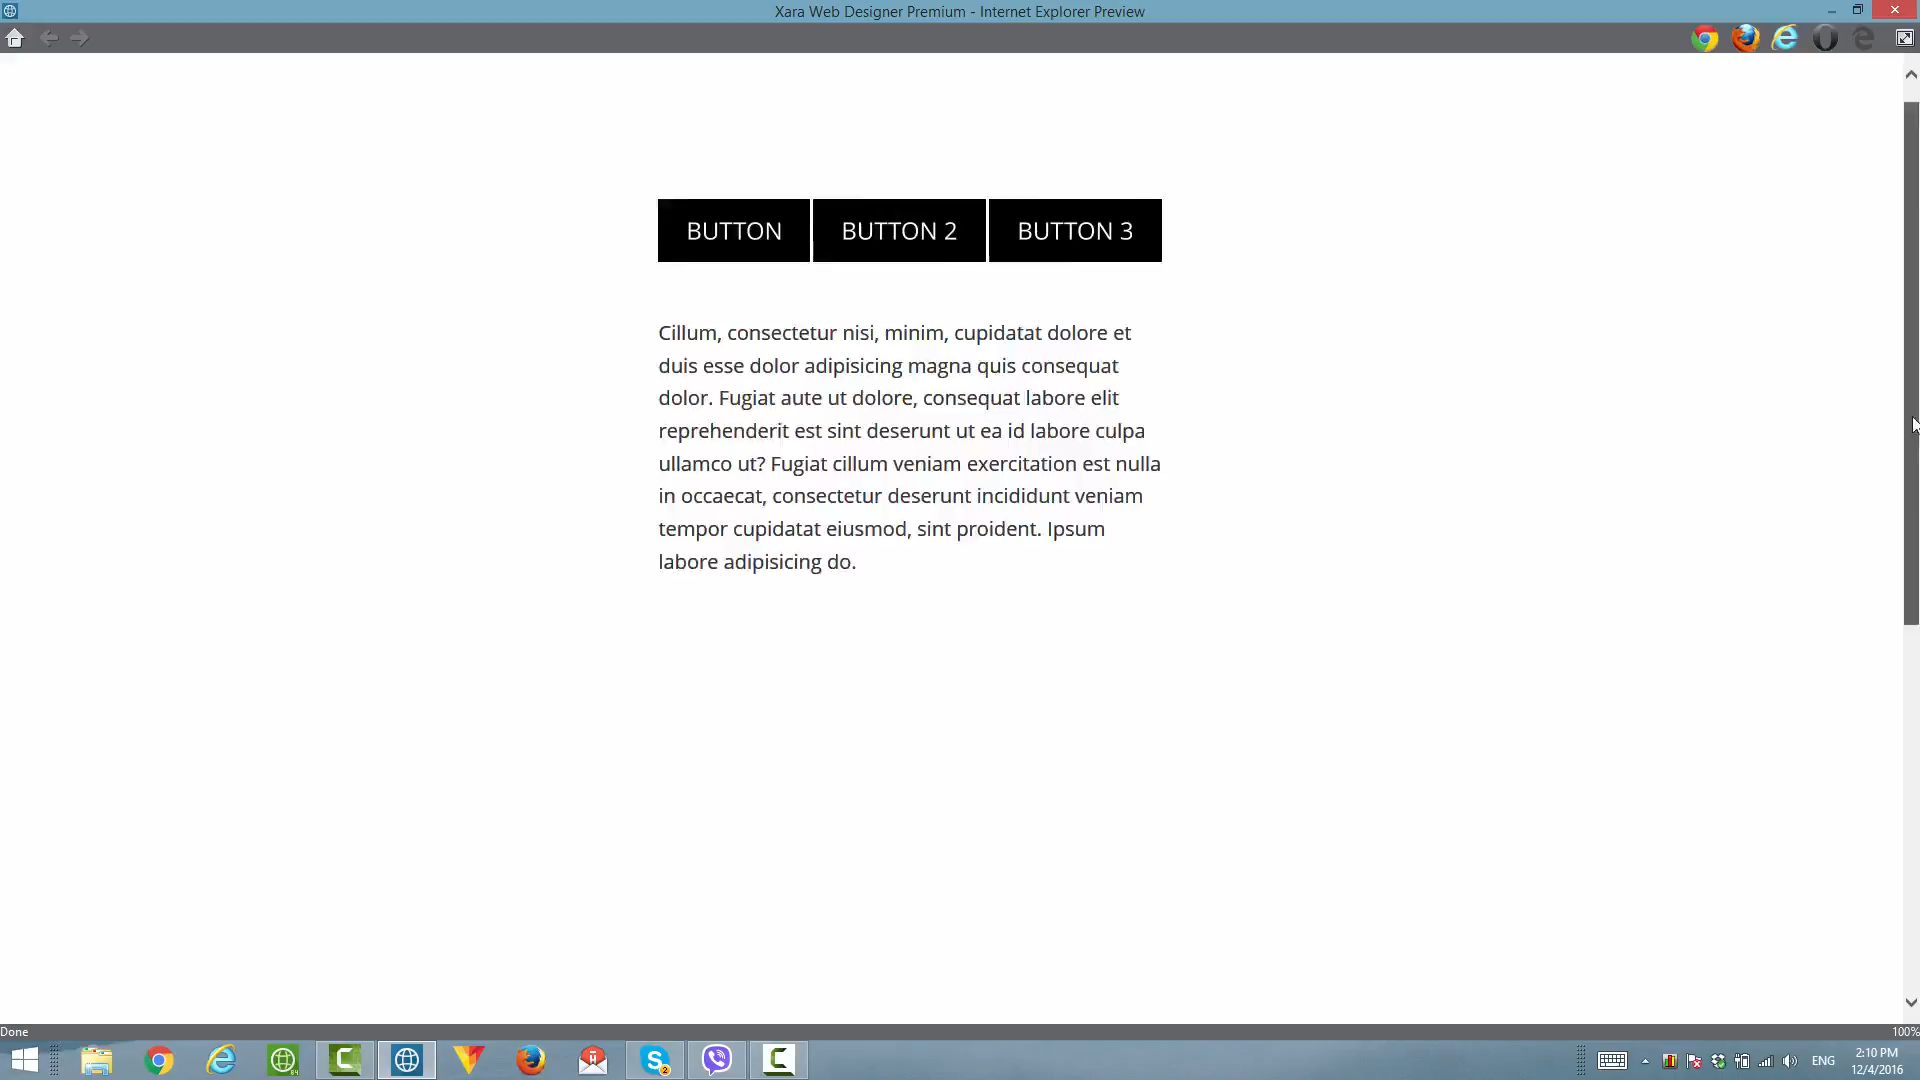 Xara Web Designer Premium - Internet Explorer Preview
BUTTON
BUTTON 2
BUTTON 3
Cillum, consectetur nisi, minim, cupidatat dolore et
duis esse dolor adipisicing magna quis consequat
dolor. Fugiat aute ut dolore, consequat labore elit
reprehenderit est sint deserunt ut ea id labore culpa
ullamco ut? Fugiat cillum veniam exercitation est nulla
in occaecat, consectetur deserunt incididunt veniam
tempor cupidatat eiusmod, sint proident. Ipsum
labore adipisicing do.
Done
100%
64
2
ENG
2:10 PM
12/4/2016